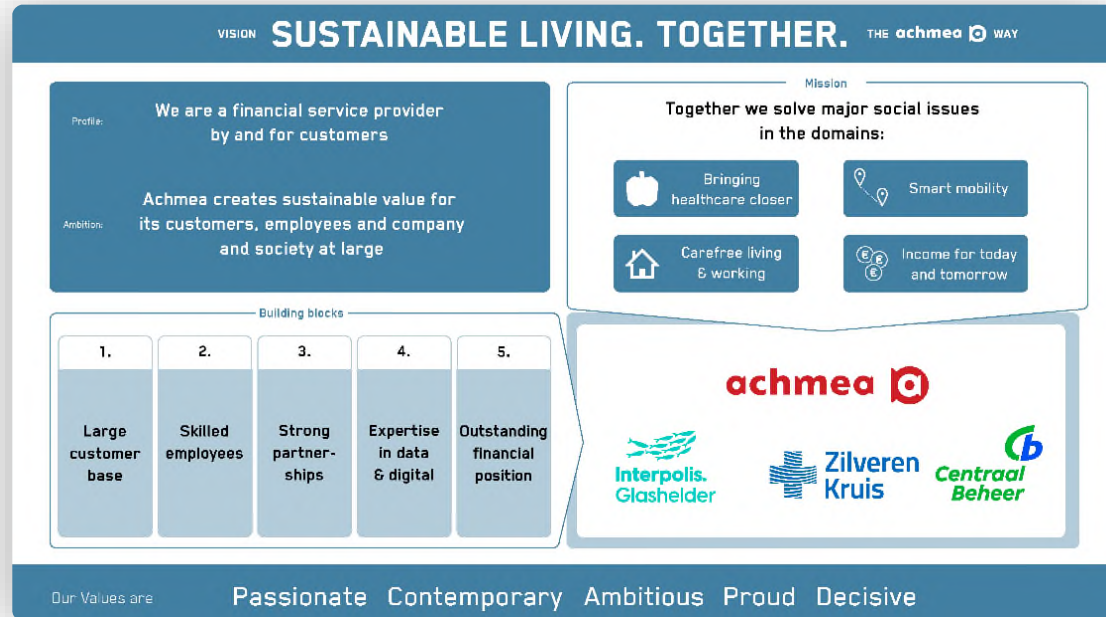 VISION SUSTAINABLE LIVING. TOGETHER. THE achmea WAY
Profile:
We are a financial service provider
by and for customers
Ambition:
Achmea creates sustainable value for
its customers, employees and company
and society at large
Mission
Together we solve major social issues
in the domains:
Bringing
healthcare closer
Smart mobility
Carefree living
& working
Income for today
and tomorrow
Building blocks
1.
Large
customer
base
2.
Skilled
employees
3.
Strong
partner-
ships
4.
Expertise
in data
& digital
5.
Outstanding
financial
position
achmea
Interpolis.
Glashelder
Zilveren
Kruis
Cb
Centraal
Beheer
Our Values are Passionate Contemporary Ambitious Proud Decisive